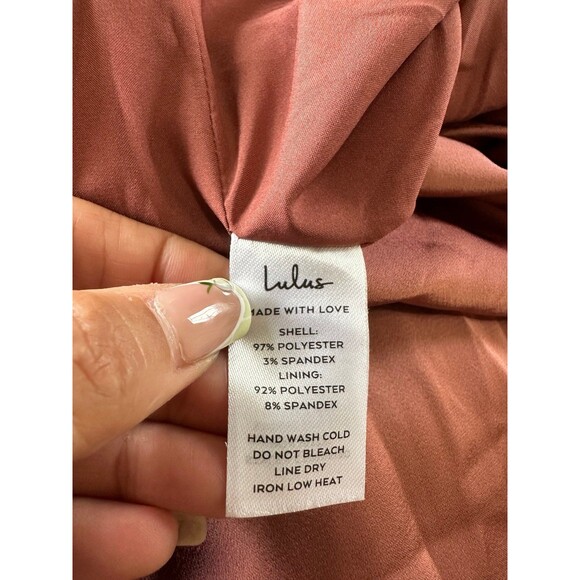 Lulus
MADE WITH LOVE
SHELL:
97% POLYESTER
3% SPANDEX
LINING:
92% POLYESTER
8% SPANDEX
HAND WASH COLD
DO NOT BLEACH
LINE DRY
IRON LOW HEAT